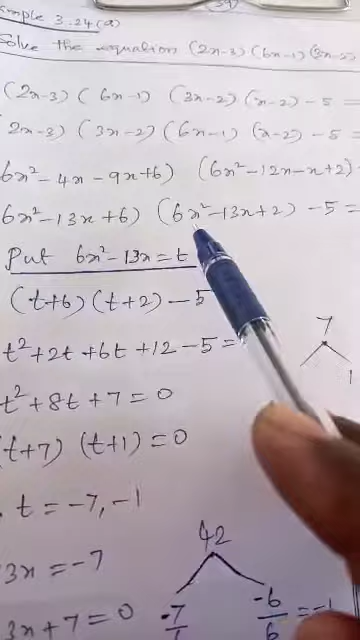 ample 3.24(a)
Solve the equation (2x-3) (6x-1) (3x-2)
(2x-3) (6x-1) (3x-2) (x-2) -5 =
2x-3) (3x-2) (6x-1) (x-2) -5 =
6x²-4x-9x+6) (6x²-12x-x+2)
6x²-13x+6) (6x²-13x+2) -5 =
Put 6x²-13x=t
(t+6) (t+2) -5
t²+2t+6t+12-5=
t²+8t+7=0
(t+7) (t+1) =0
t = -7, -1
3x = -7
3x+7=0
7
1
42
-7/6
-6/6 = -1